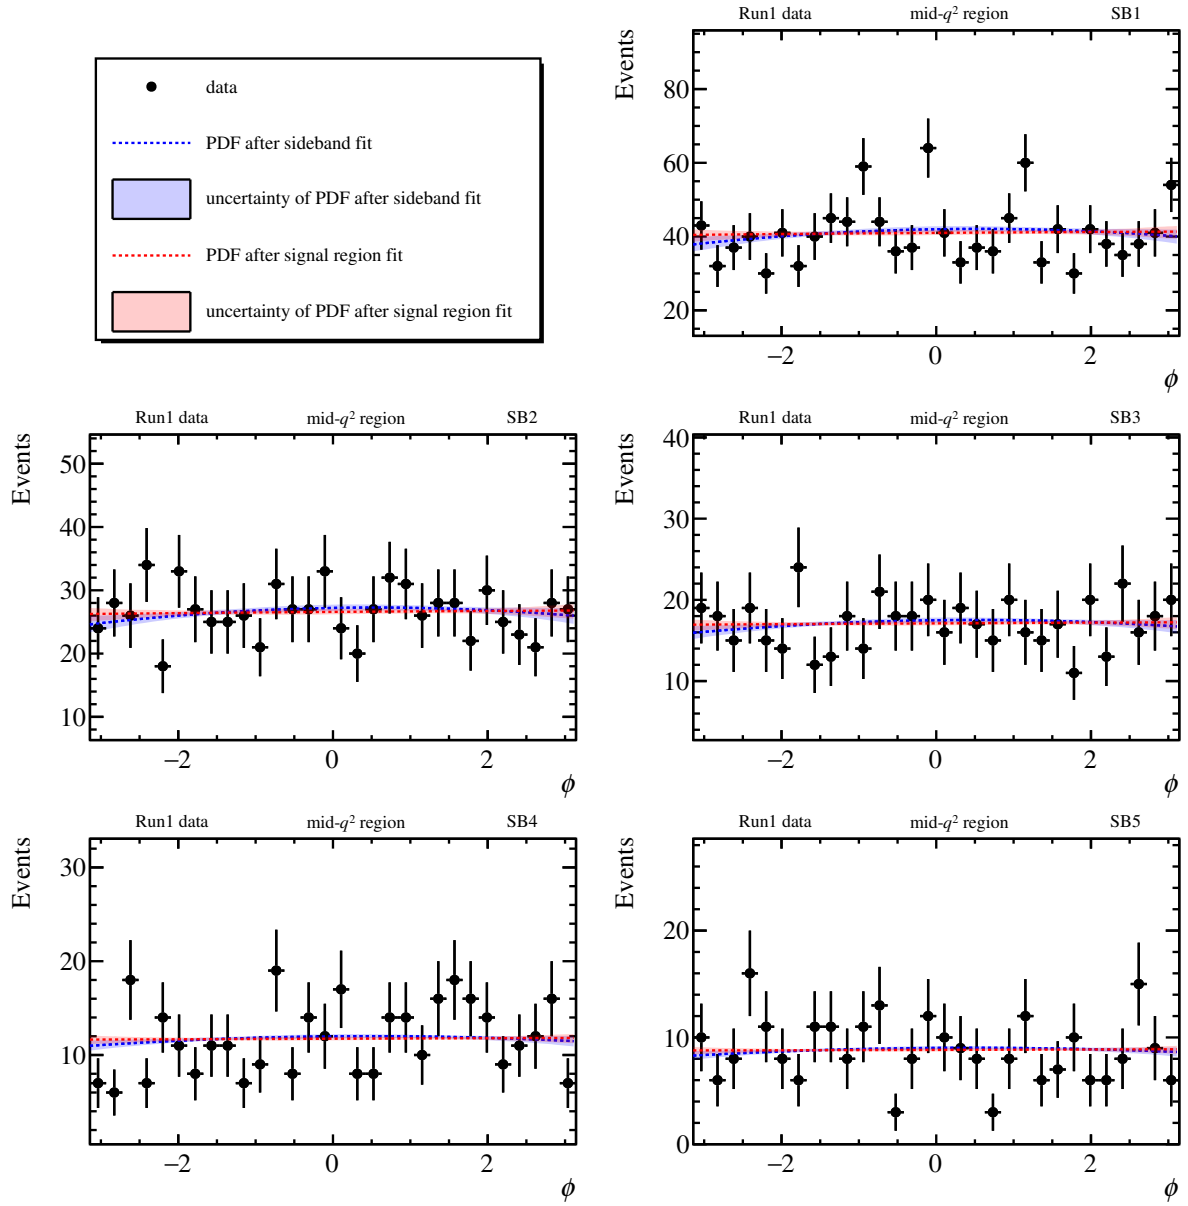 Run1 data mid-q² region SB1
data
PDF after sideband fit
uncertainty of PDF after sideband fit
PDF after signal region fit
uncertainty of PDF after signal region fit
Events
80
60
40
20
−2 0 2
ϕ
Run1 data mid-q² region SB2
Events
50
40
30
20
10
−2 0 2
ϕ
Run1 data mid-q² region SB3
Events
40
30
20
10
−2 0 2
ϕ
Run1 data mid-q² region SB4
Events
30
20
10
−2 0 2
ϕ
Run1 data mid-q² region SB5
Events
20
10
0
−2 0 2
ϕ